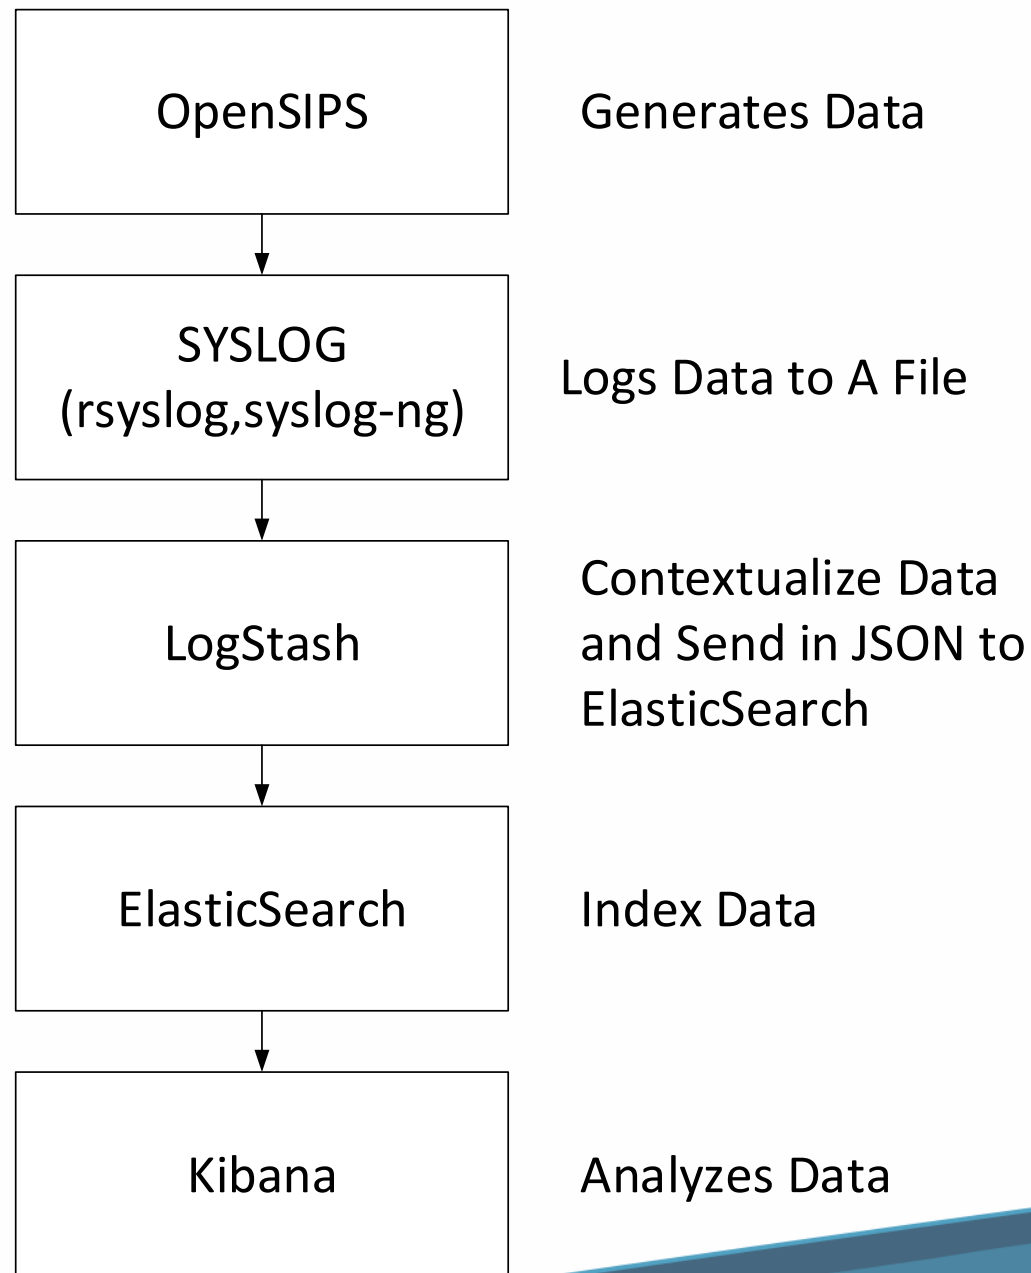 OpenSIPS
Generates Data
SYSLOG
(rsyslog,syslog-ng)
Logs Data to A File
LogStash
Contextualize Data
and Send in JSON to
ElasticSearch
ElasticSearch
Index Data
Kibana
Analyzes Data